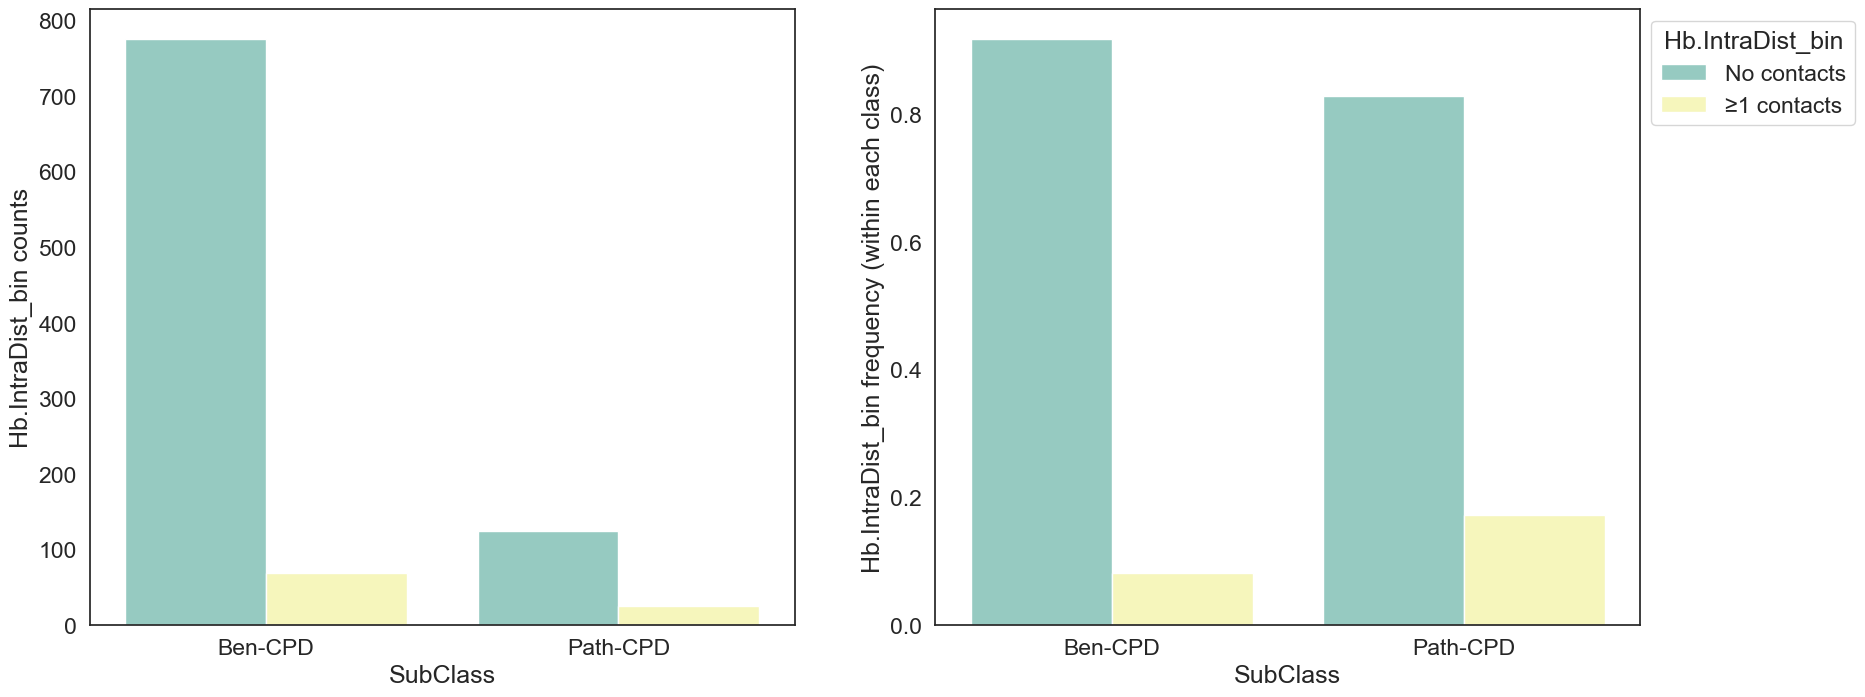 800
700
600
500
400
300
200
100
0
Hb.IntraDist_bin counts
Ben-CPD
Path-CPD
SubClass
0.8
0.6
0.4
0.2
0.0
Hb.IntraDist_bin frequency (within each class)
Ben-CPD
Path-CPD
SubClass
Hb.IntraDist_bin
No contacts
≥1 contacts